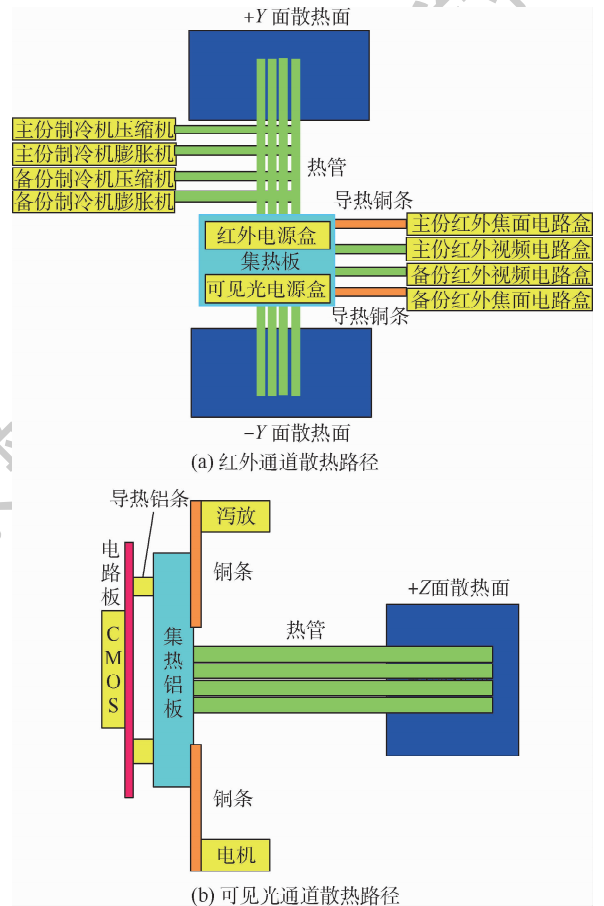 +Y 面散热面
主份制冷机压缩机
主份制冷机膨胀机
备份制冷机压缩机
备份制冷机膨胀机
热管
导热铜条
红外电源盒
集热板
可见光电源盒
主份红外焦面电路盒
主份红外视频电路盒
备份红外视频电路盒
备份红外焦面电路盒
导热铜条
−Y 面散热面
(a) 红外通道散热路径
导热铝条
泻放
电路板
铜条
CMOS
集热铝板
热管
+Z面散热面
铜条
电机
(b) 可见光通道散热路径